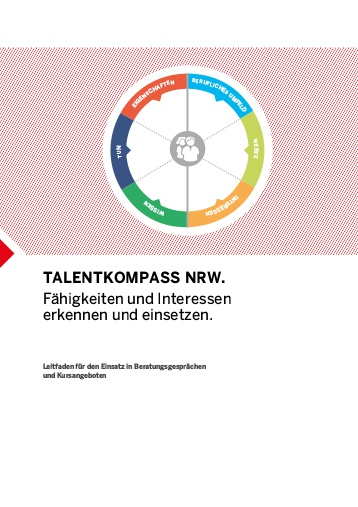 EIGENSCHAFTEN
BERUFLICHES UMFELD
TUN
WERTE
WISSEN
INTERESSEN
TALENTKOMPASS NRW.
Fähigkeiten und Interessen
erkennen und einsetzen.
Leitfaden für den Einsatz in Beratungsgesprächen
und Kursangeboten